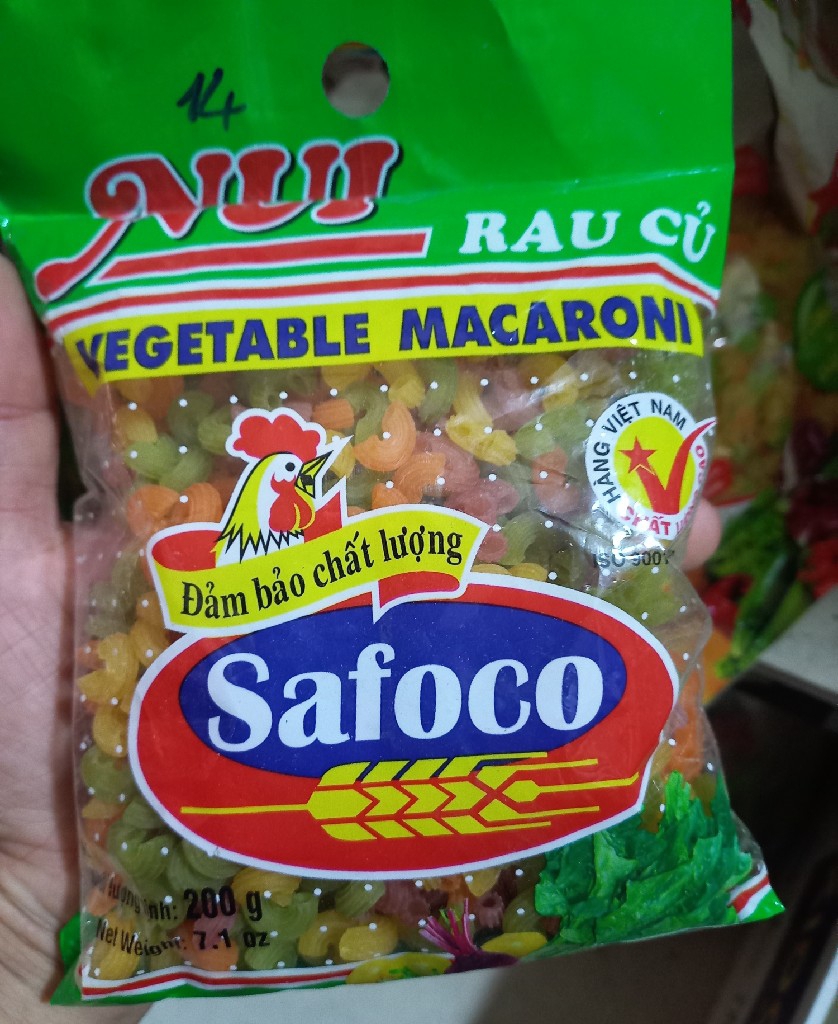 14
NUI
RAU CỦ
VEGETABLE MACARONI
HÀNG VIỆT NAM
CHẤT
ISO 9001
Đảm bảo chất lượng
Safoco
200 g
Net Weight: 7.1 oz